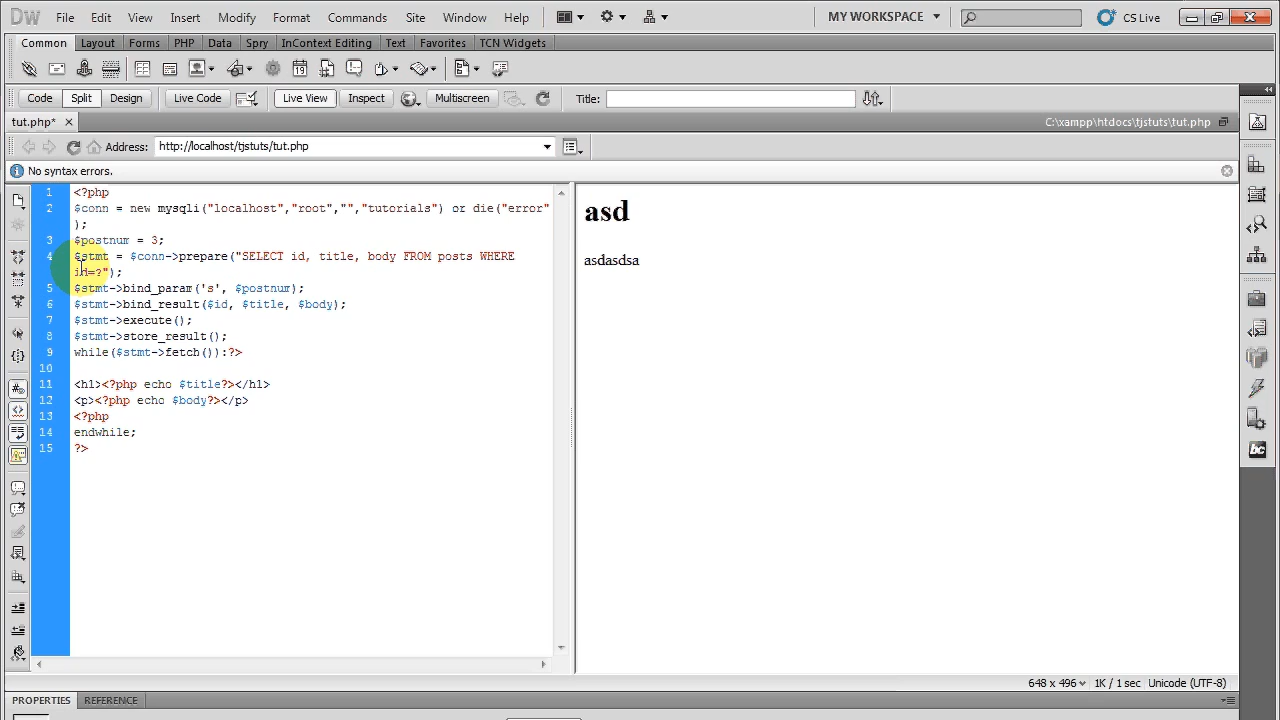 DW File Edit View Insert Modify Format Commands Site Window Help MY WORKSPACE CS Live
Common Layout Forms PHP Data Spry InContext Editing Text Favorites TCN Widgets
Code Split Design Live Code Live View Inspect Multiscreen Title:
tut.php* C:\xampp\htdocs\tjstuts\tut.php
Address: http://localhost/tjstuts/tut.php
No syntax errors.
1 <?php
2 $conn = new mysqli("localhost","root","","tutorials") or die("error"
);
3 $postnum = 3;
4 $stmt = $conn->prepare("SELECT id, title, body FROM posts WHERE
id=?");
5 $stmt->bind_param('s', $postnum);
6 $stmt->bind_result($id, $title, $body);
7 $stmt->execute();
8 $stmt->store_result();
9 while($stmt->fetch()):?>
10
11 <h1><?php echo $title?></h1>
12 <p><?php echo $body?></p>
13 <?php
14 endwhile;
15 ?>
asd
asdasdsa
bc
648 x 496 1K / 1 sec Unicode (UTF-8)
PROPERTIES REFERENCE